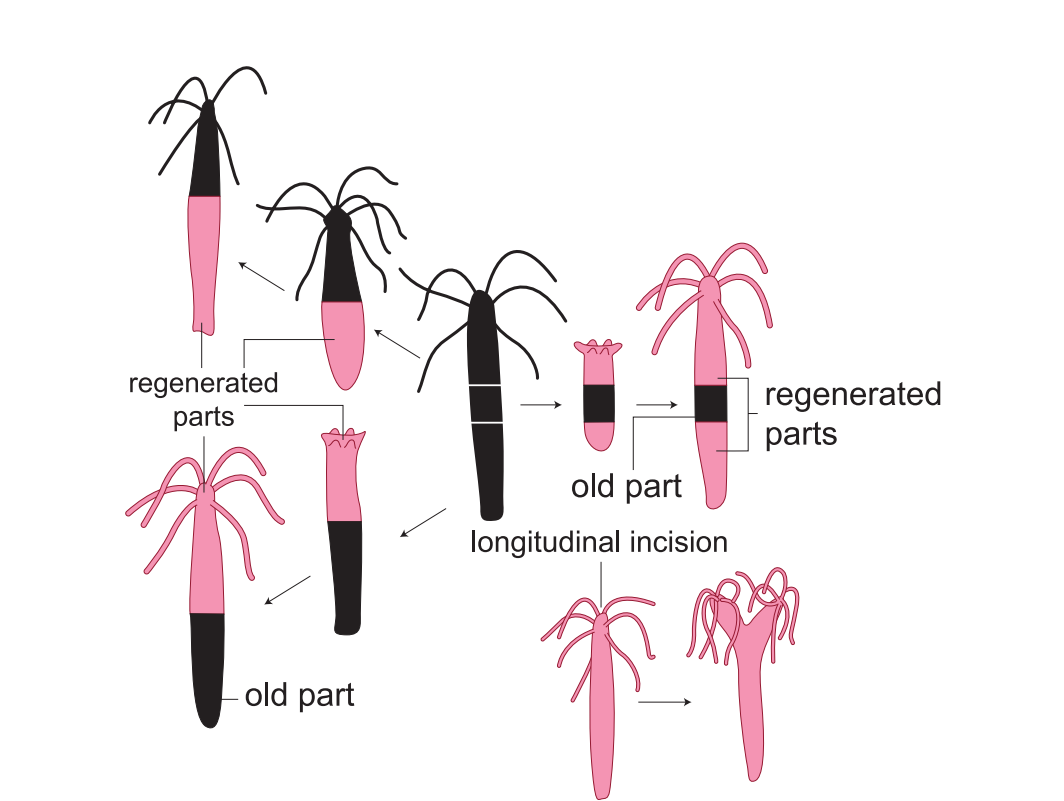 regenerated
parts
regenerated
parts
old part
longitudinal incision
old part